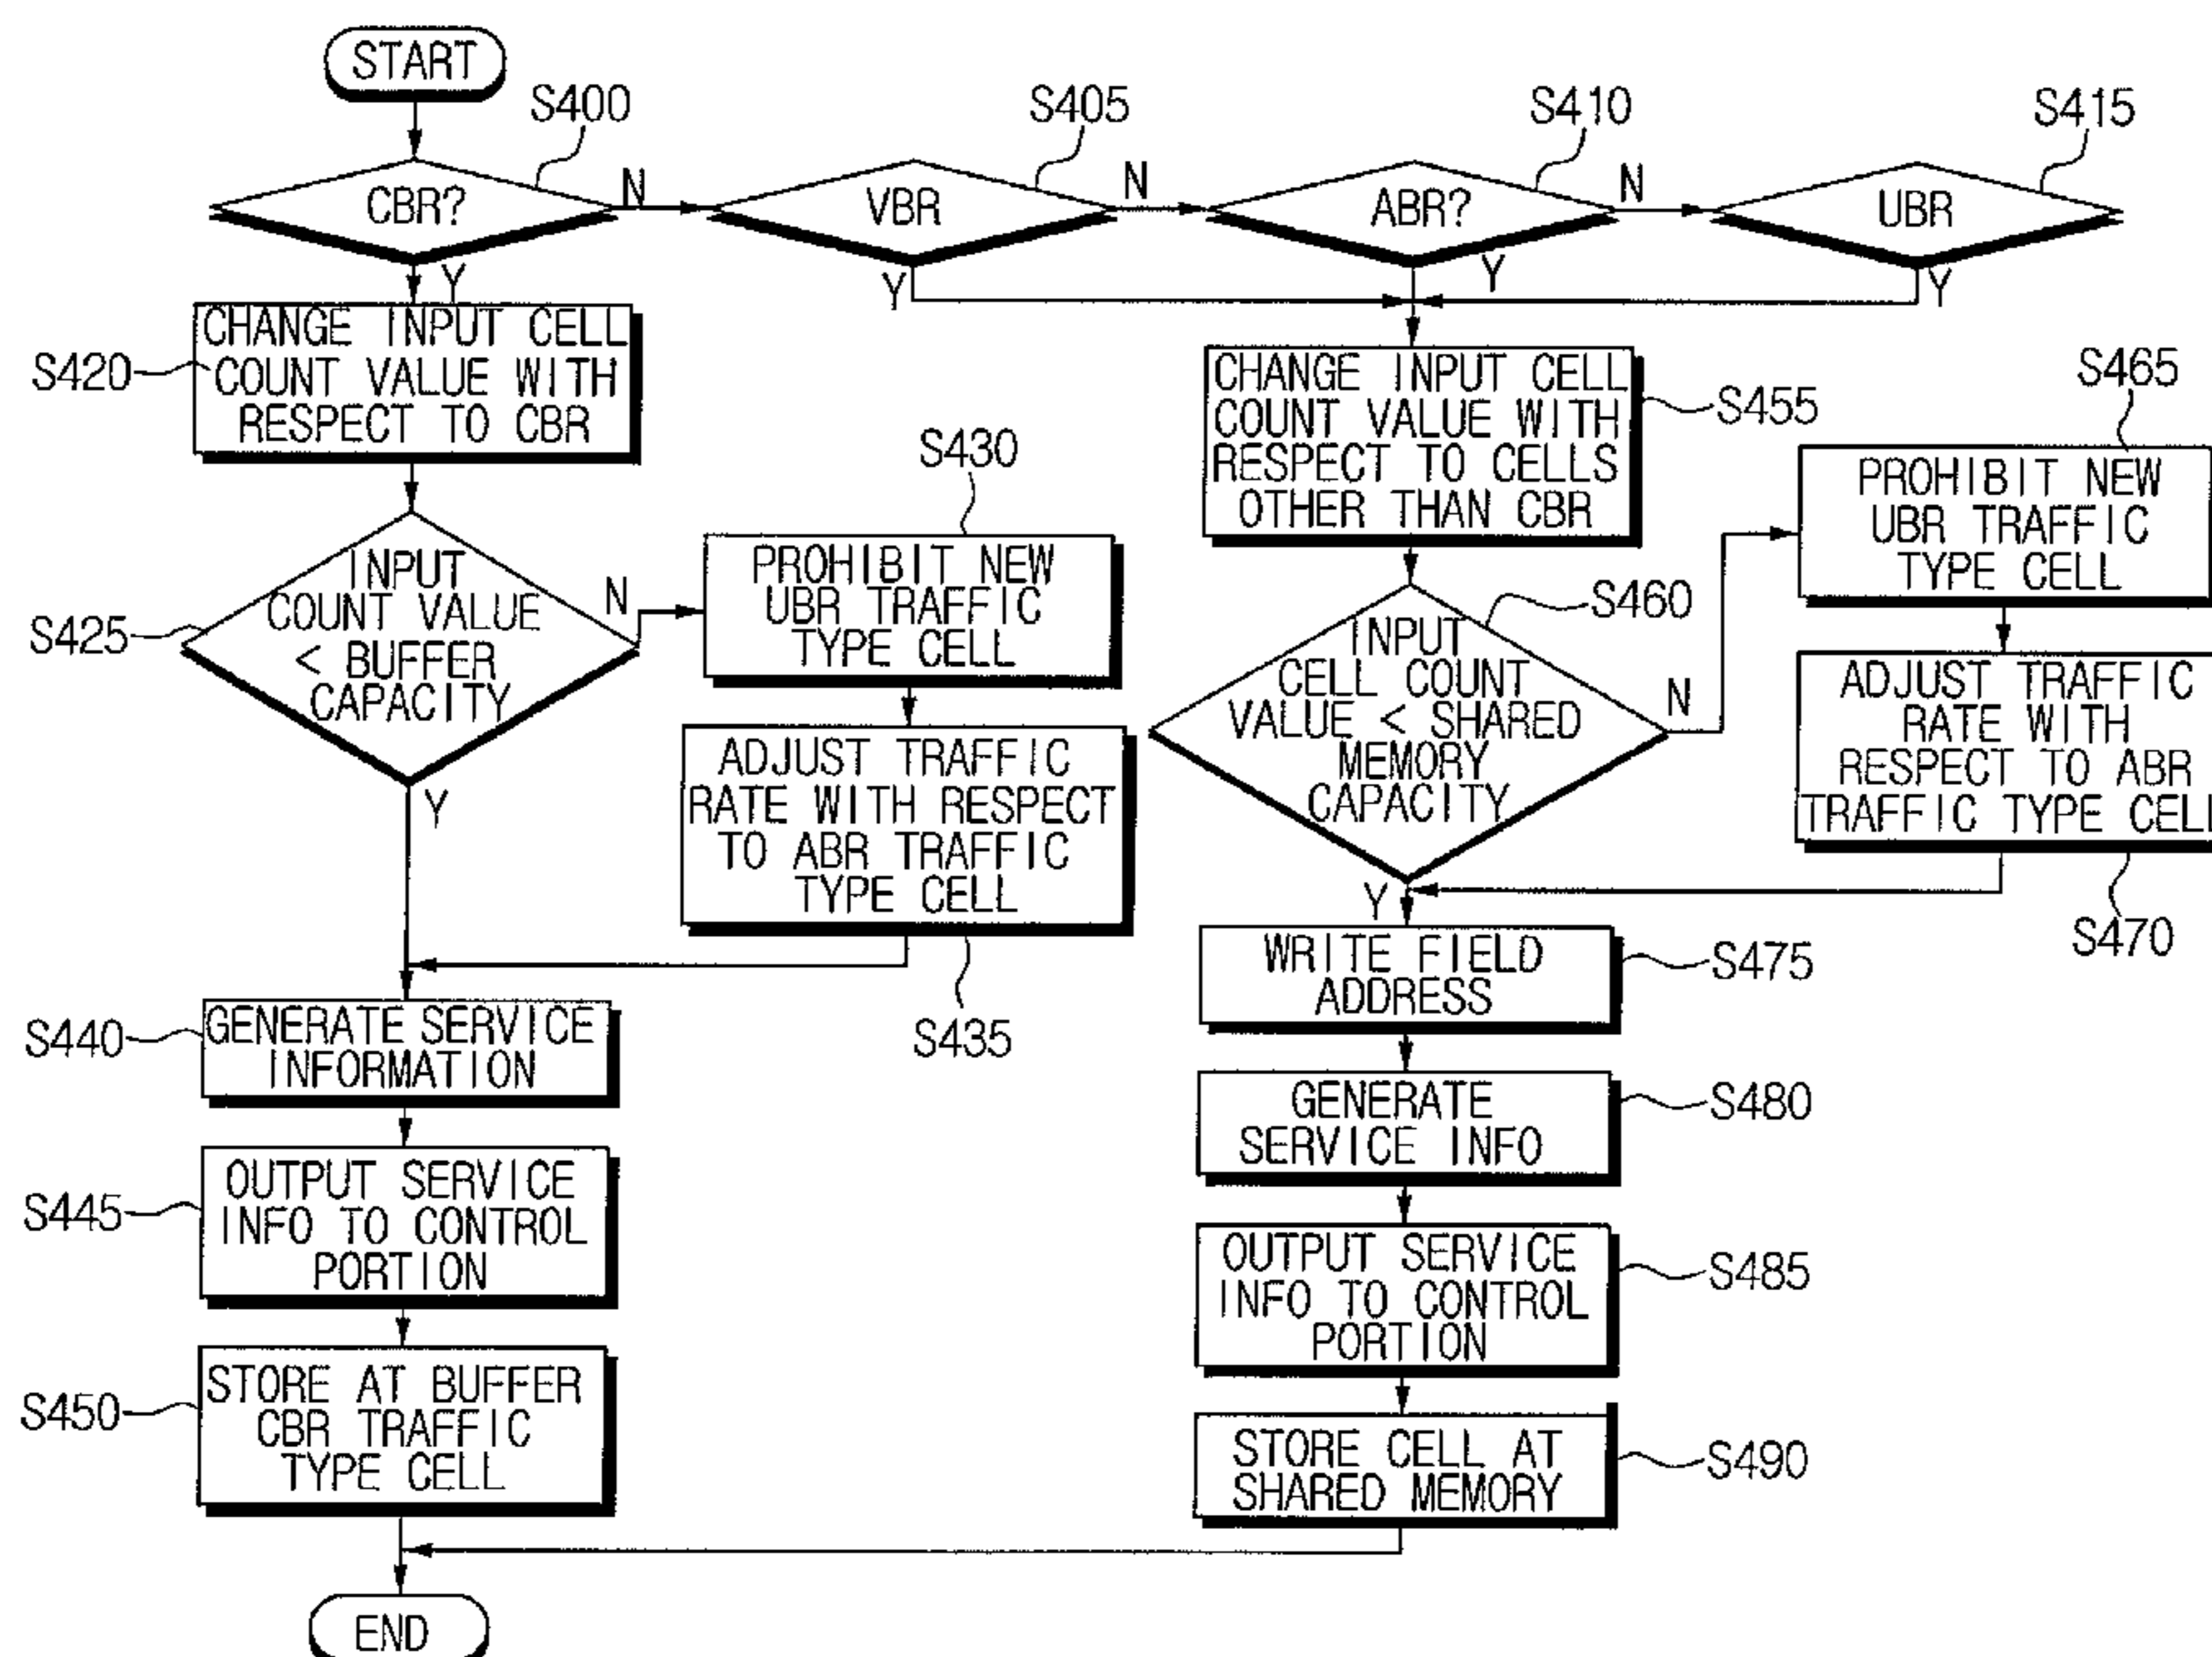 START
S400
S405
S410
S415
CBR?
N
VBR
N
ABR?
N
UBR
Y
Y
Y
Y
S420
CHANGE INPUT CELL
COUNT VALUE WITH
RESPECT TO CBR
CHANGE INPUT CELL
COUNT VALUE WITH
RESPECT TO CELLS
OTHER THAN CBR
S455
S465
S430
PROHIBIT NEW
UBR TRAFFIC
TYPE CELL
S425
INPUT
COUNT VALUE
< BUFFER
CAPACITY
N
Y
PROHIBIT NEW
UBR TRAFFIC
TYPE CELL
S460
INPUT
CELL COUNT
VALUE < SHARED
MEMORY
CAPACITY
N
Y
ADJUST TRAFFIC
RATE WITH RESPECT
TO ABR TRAFFIC
TYPE CELL
S435
ADJUST TRAFFIC
RATE WITH
RESPECT TO ABR
TRAFFIC TYPE CELL
S470
WRITE FIELD
ADDRESS
S475
S440
GENERATE SERVICE
INFORMATION
GENERATE
SERVICE INFO
S480
S445
OUTPUT SERVICE
INFO TO CONTROL
PORTION
OUTPUT SERVICE
INFO TO CONTROL
PORTION
S485
S450
STORE AT BUFFER
CBR TRAFFIC
TYPE CELL
STORE CELL AT
SHARED MEMORY
S490
END